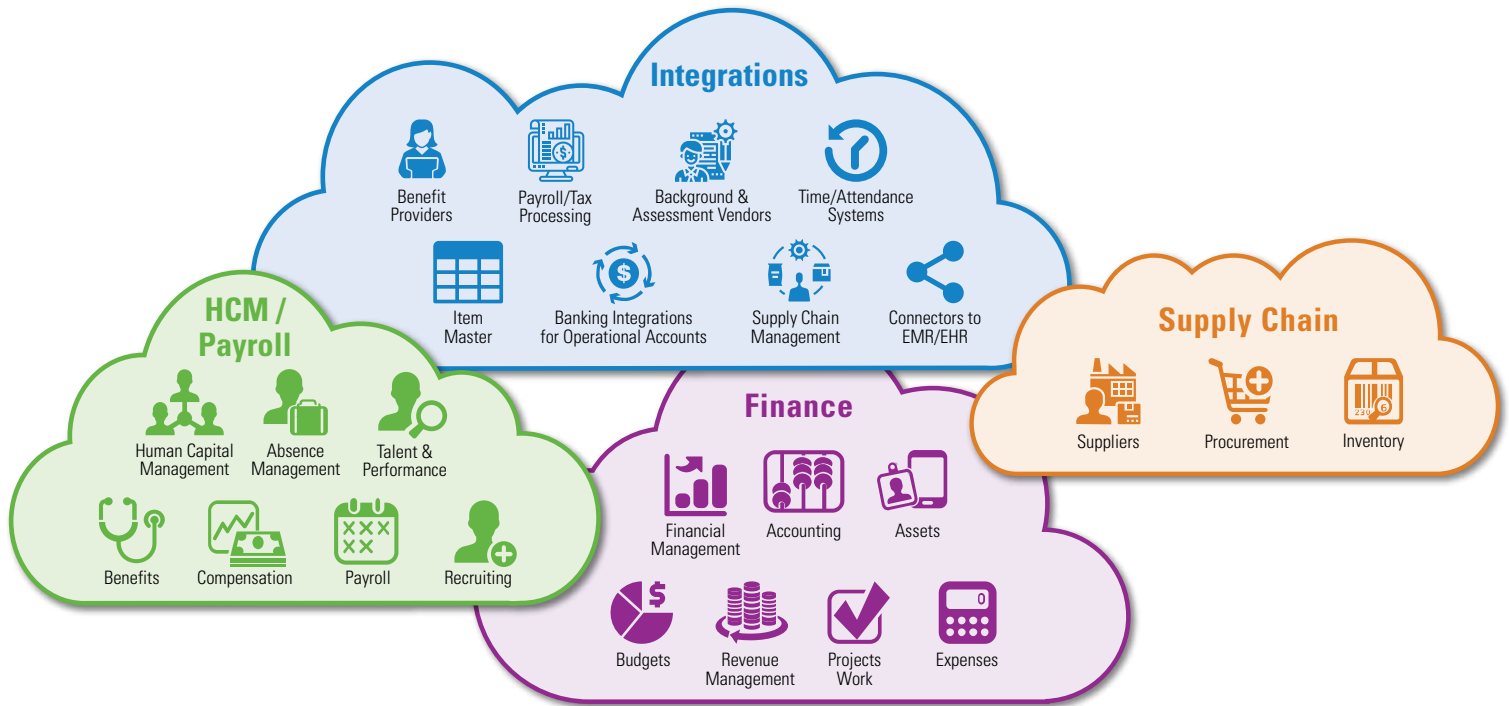 Integrations
Benefit
Providers
Payroll/Tax
Processing
Background &
Assessment Vendors
Time/Attendance
Systems
Item
Master
Banking Integrations
for Operational Accounts
Supply Chain
Management
Connectors to
EMR/EHR
HCM /
Payroll
Human Capital
Management
Absence
Management
Talent &
Performance
Benefits
Compensation
Payroll
Recruiting
Finance
Financial
Management
Accounting
Assets
$
Budgets
Revenue
Management
Projects
Work
0
Expenses
Supply Chain
Suppliers
Procurement
Inventory